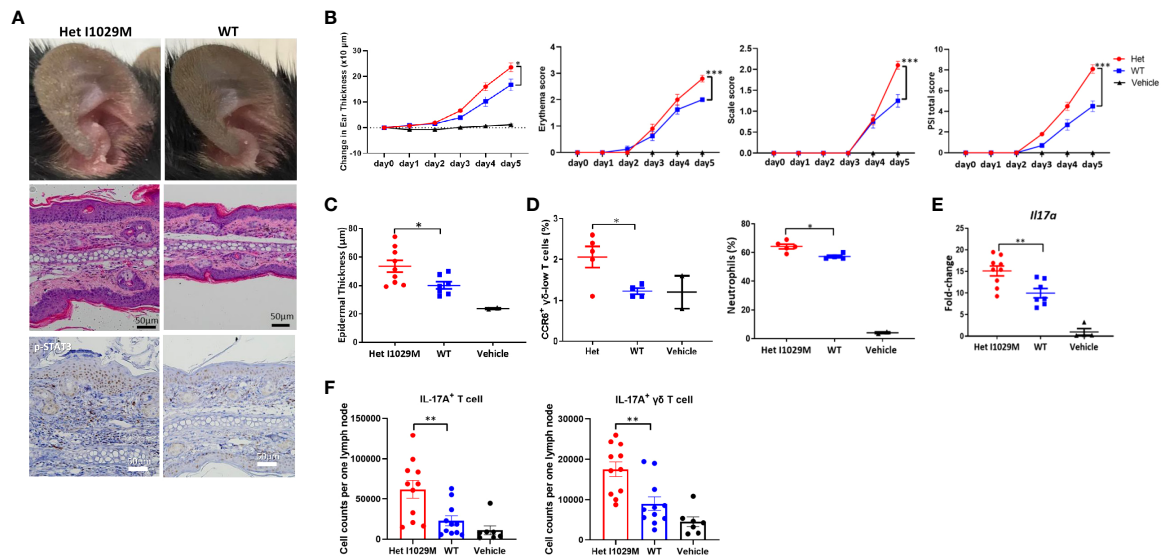 A
Het I1029M
WT
50μm
50μm
p-STAT3
50μm
50μm
B
Change in Ear Thickness (x10 μm)
30
20
10
0
-10
day0 day1 day2 day3 day4 day5
*
Erythema score
4
3
2
1
0
day0 day1 day2 day3 day4 day5
***
Scale score
2.5
2.0
1.5
1.0
0.5
0.0
day0 day1 day2 day3 day4 day5
***
PSI total score
10
8
6
4
2
0
day0 day1 day2 day3 day4 day5
***
Het
WT
Vehicle
C
Epidermal Thickness (μm)
80
60
40
20
0
*
Het I1029M WT Vehicle
D
CCR6+ γδ-low T cells (%)
3
2
1
0
*
Het WT Vehicle
Neutrophils (%)
80
60
40
20
0
*
Het I1029M WT Vehicle
E
Il17a
Fold-change
25
20
15
10
5
0
**
Het I1029M WT Vehicle
F
IL-17A+ T cell
Cell counts per one lymph node
150000
100000
50000
0
**
Het I1029M WT Vehicle
IL-17A+ γδ T cell
Cell counts per one lymph node
30000
20000
10000
0
**
Het I1029M WT Vehicle